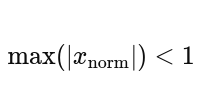 max(|x_norm|) < 1